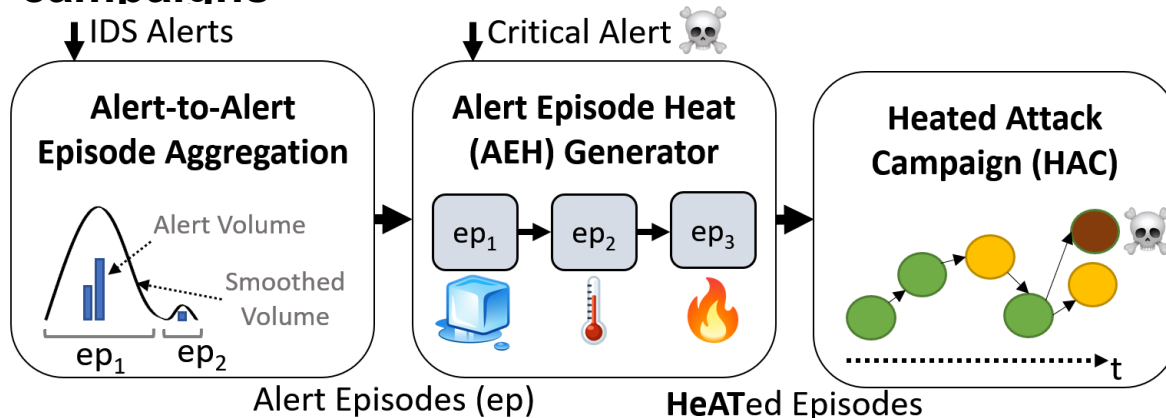 campaigns
IDS Alerts
Critical Alert
Alert-to-Alert
Episode Aggregation
Alert Volume
Smoothed
Volume
ep1
ep2
Alert Episode Heat
(AEH) Generator
ep1
ep2
ep3
Heated Attack
Campaign (HAC)
t
Alert Episodes (ep)
HeATed Episodes